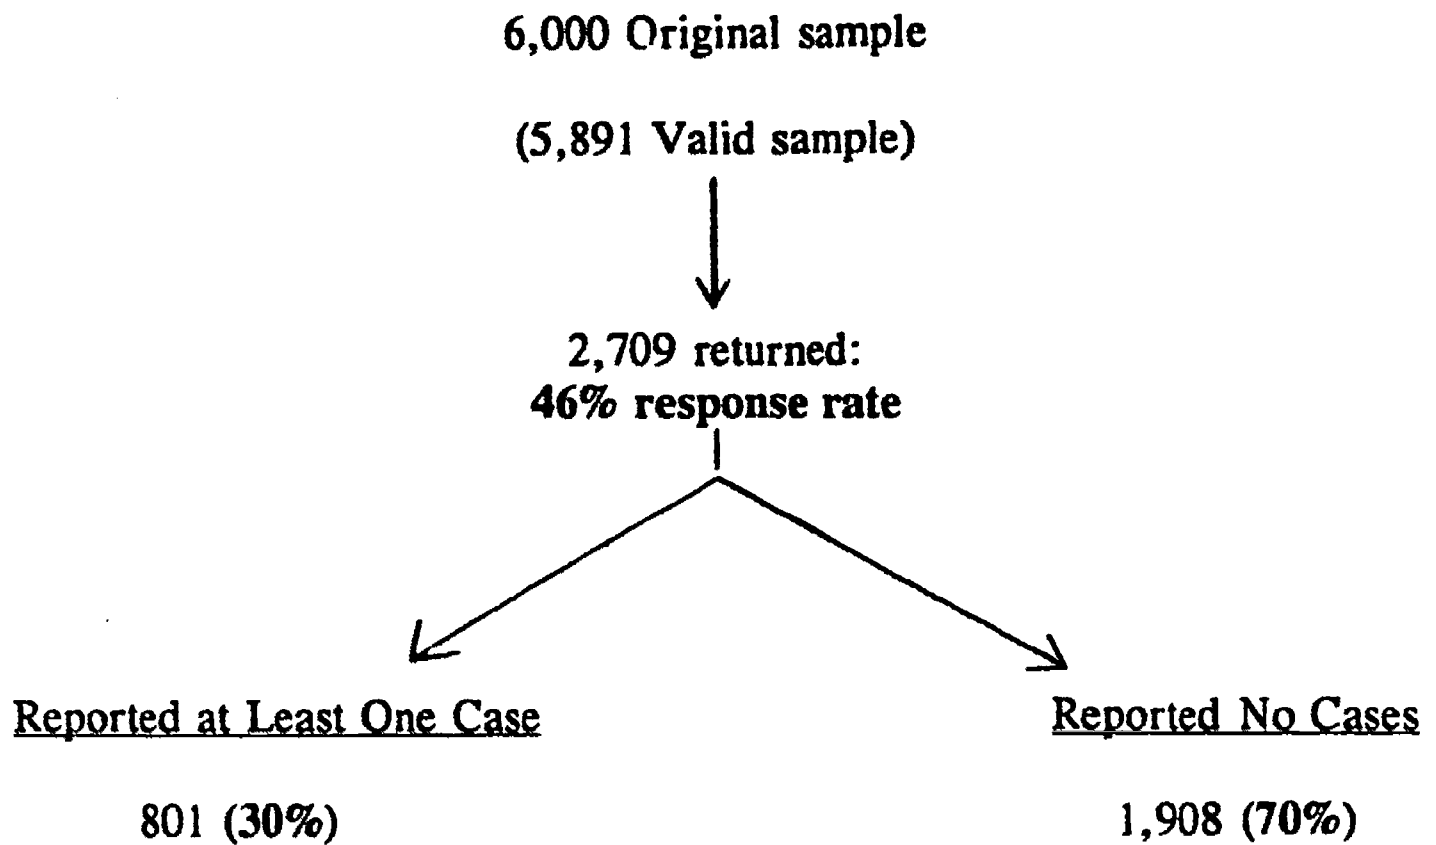 6,000 Original sample
(5,891 Valid sample)
2,709 returned:
46% response rate
Reported at Least One Case
Reported No Cases
801 (30%)
1,908 (70%)